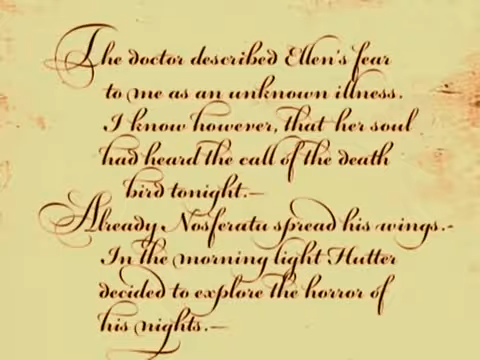 The doctor described Ellen's fear
to me as an unknown illness.
I know however, that her soul
had heard the call of the death
bird tonight.—
Already Nosferatu spread his wings.-
In the morning light Hutter
decided to explore the horror of
his nights.—